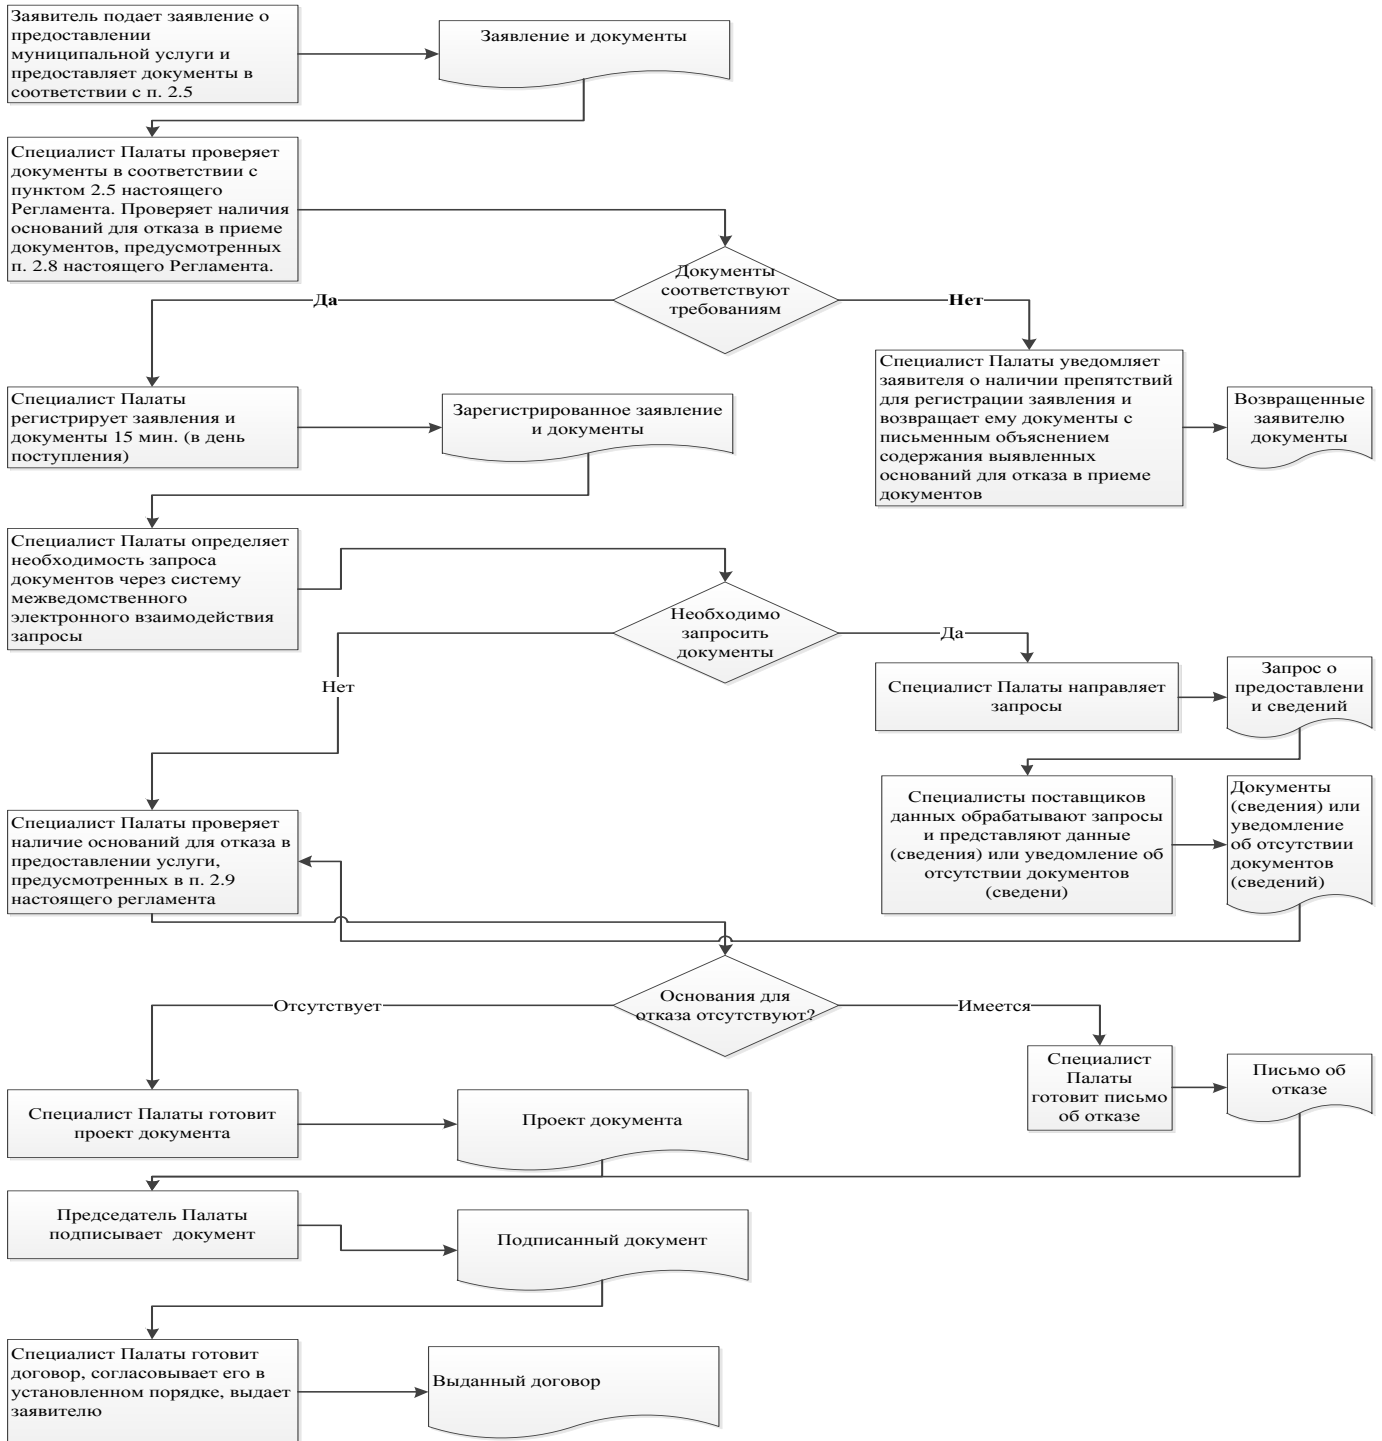 Заявитель подает заявление о
предоставлении
муниципальной услуги и
предоставляет документы в
соответствии с п. 2.5
Заявление и документы
Специалист Палаты проверяет
документы в соответствии с
пунктом 2.5 настоящего
Регламента. Проверяет наличия
оснований для отказа в приеме
документов, предусмотренных
п. 2.8 настоящего Регламента.
Документы
соответствуют
требованиям
Да
Нет
Специалист Палаты
регистрирует заявления и
документы 15 мин. (в день
поступления)
Зарегистрированное заявление
и документы
Специалист Палаты уведомляет
заявителя о наличии препятствий
для регистрации заявления и
возвращает ему документы с
письменным объяснением
содержания выявленных
оснований для отказа в приеме
документов
Возвращенные
заявителю
документы
Специалист Палаты определяет
необходимость запроса
документов через систему
межведомственного
электронного взаимодействия
запросы
Необходимо
запросить
документы
Да
Нет
Специалист Палаты направляет
запросы
Запрос о
предоставлени
и сведений
Специалисты поставщиков
данных обрабатывают запросы
и представляют данные
(сведения) или уведомление об
отсутствии документов
(сведени)
Документы
(сведения) или
уведомление
об отсутствии
документов
(сведений)
Специалист Палаты проверяет
наличие оснований для отказа в
предоставлении услуги,
предусмотренных в п. 2.9
настоящего регламента
Основания для
отказа отсутствуют?
Отсутствует
Имеется
Специалист
Палаты
готовит письмо
об отказе
Письмо об
отказе
Специалист Палаты готовит
проект документа
Проект документа
Председатель Палаты
подписывает документ
Подписанный документ
Специалист Палаты готовит
договор, согласовывает его в
установленном порядке, выдает
заявителю
Выданный договор